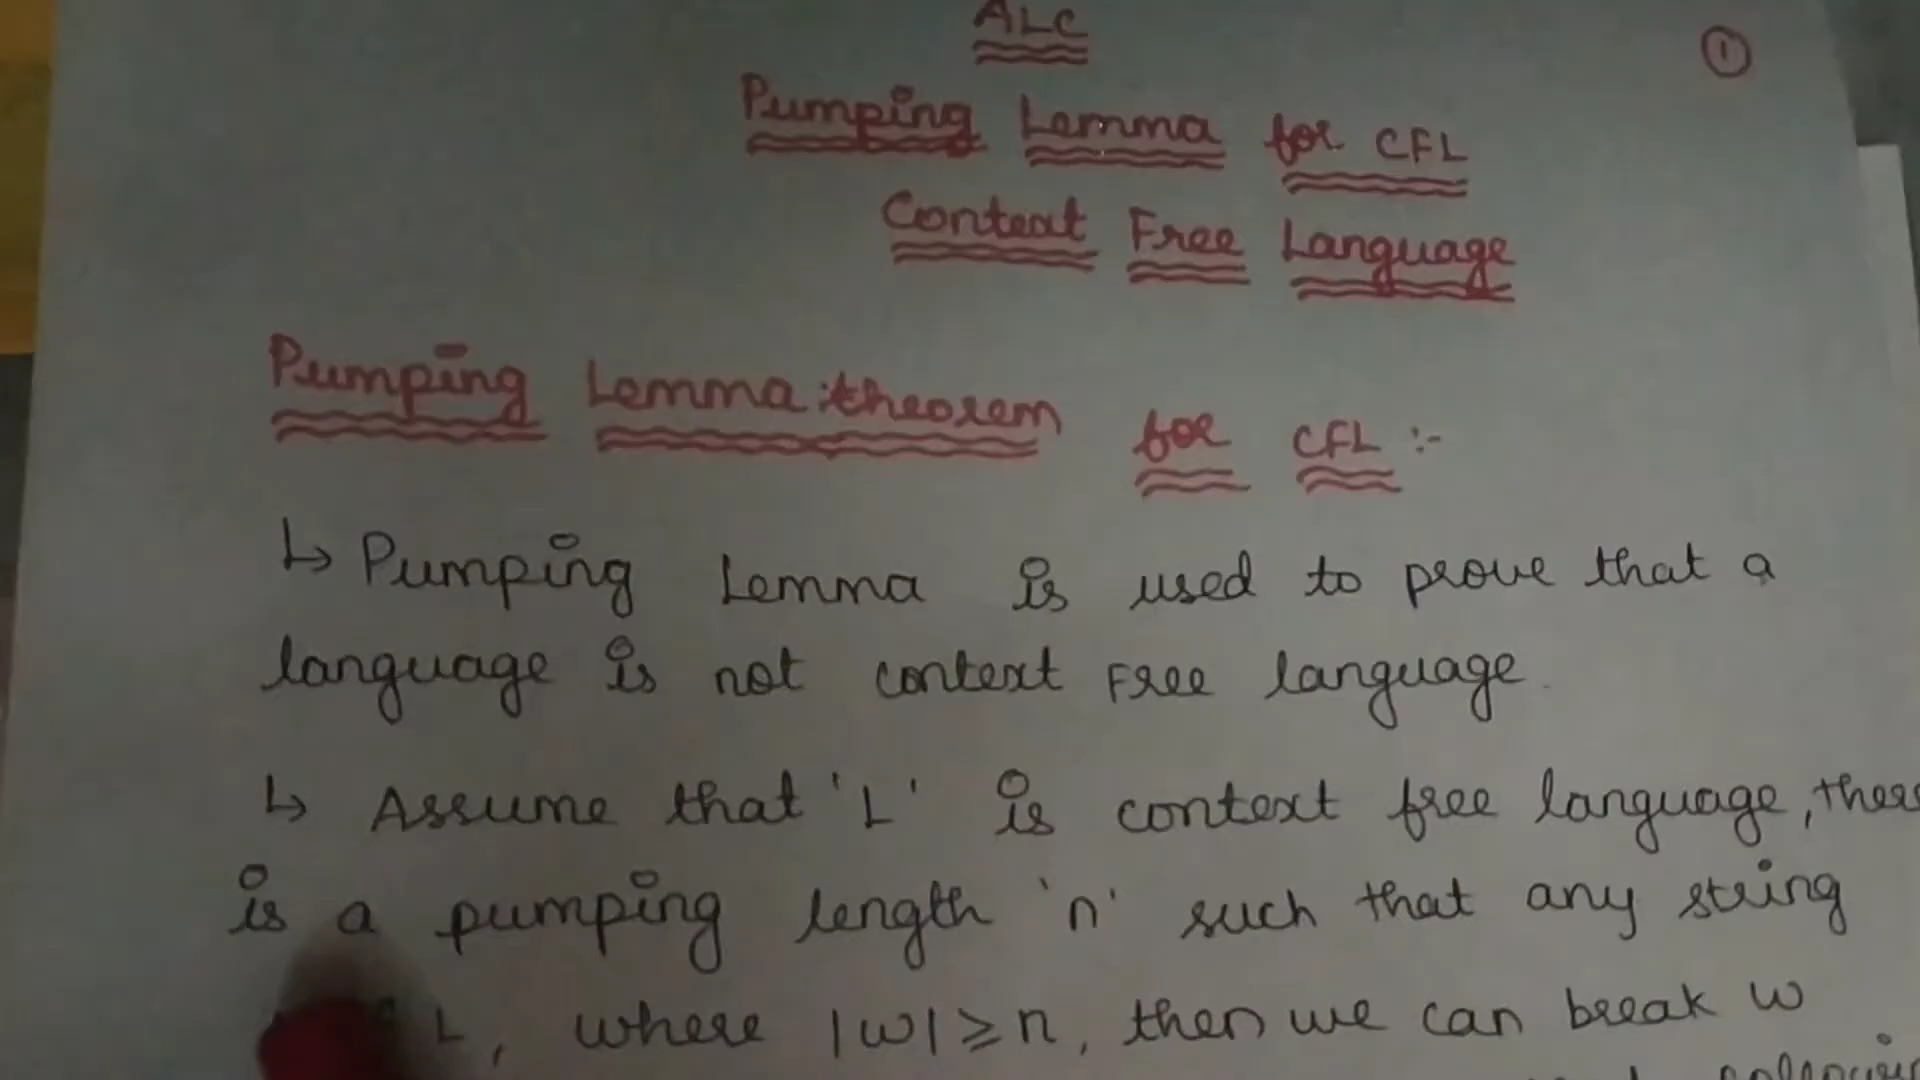 ALC
①
Pumping Lemma for CFL
Context Free Language
Pumping Lemma:theorem for CFL :-
↳ Pumping Lemma is used to prove that a
language is not context Free language.
↳ Assume that 'L' is context free language, there
is a pumping length 'n' such that any string
L, where |w| ≥ n, then we can break w